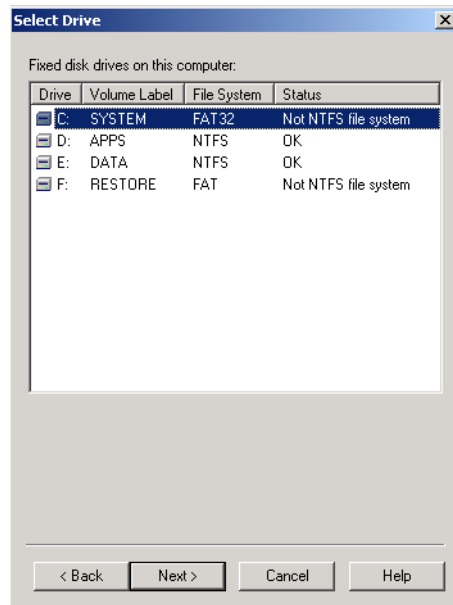 Select Drive
Fixed disk drives on this computer:
Drive Volume Label File System Status
C: SYSTEM FAT32 Not NTFS file system
D: APPS NTFS OK
E: DATA NTFS OK
F: RESTORE FAT Not NTFS file system
< Back Next > Cancel Help